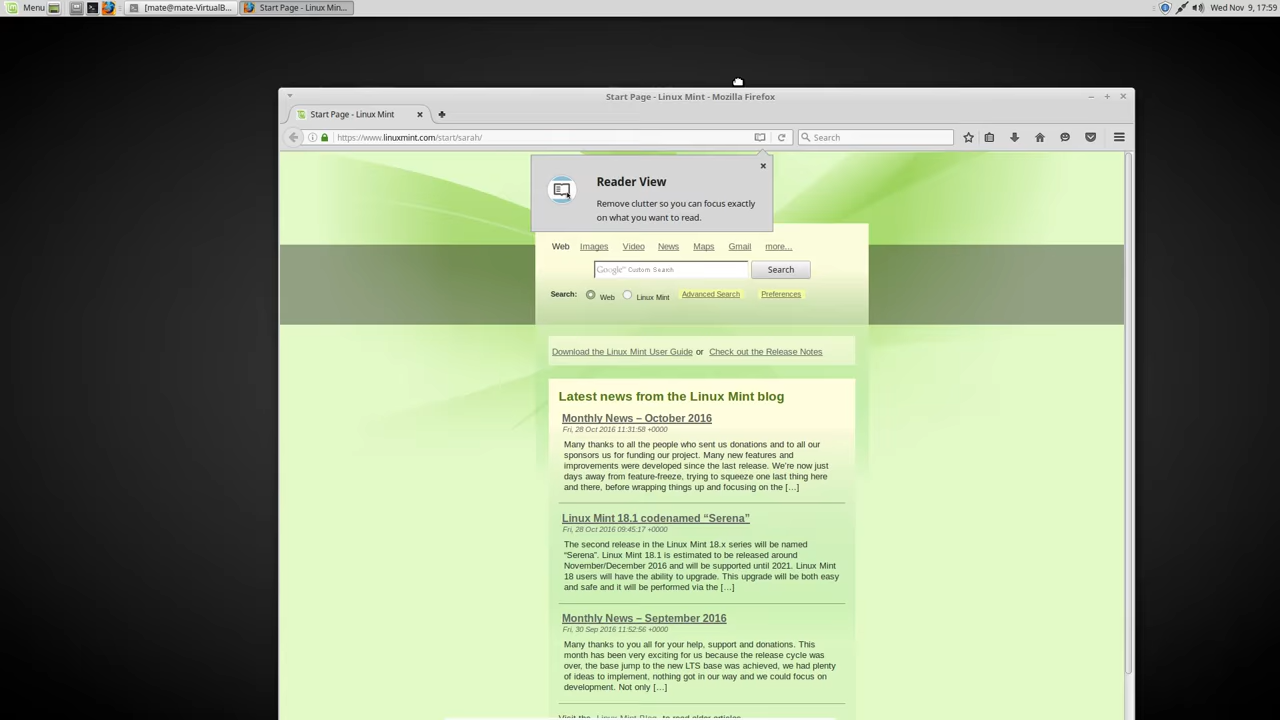 Menu [mate@mate-VirtualB... Start Page - Linux Min... Wed Nov 9, 17:59
Start Page - Linux Mint - Mozilla Firefox
Start Page - Linux Mint
https://www.linuxmint.com/start/sarah/ Search
Reader View
Remove clutter so you can focus exactly
on what you want to read.
Web Images Video News Maps Gmail more...
Google™ Custom Search Search
Search: Web Linux Mint Advanced Search Preferences
Download the Linux Mint User Guide or Check out the Release Notes
Latest news from the Linux Mint blog
Monthly News – October 2016
Fri, 28 Oct 2016 11:31:58 +0000
Many thanks to all the people who sent us donations and to all our
sponsors us for funding our project. Many new features and
improvements were developed since the last release. We're now just
days away from feature-freeze, trying to squeeze one last thing here
and there, before wrapping things up and focusing on the […]
Linux Mint 18.1 codenamed “Serena”
Fri, 28 Oct 2016 09:45:17 +0000
The second release in the Linux Mint 18.x series will be named
“Serena”. Linux Mint 18.1 is estimated to be released around
November/December 2016 and will be supported until 2021. Linux Mint
18 users will have the ability to upgrade. This upgrade will be both easy
and safe and it will be performed via the […]
Monthly News – September 2016
Fri, 30 Sep 2016 11:52:56 +0000
Many thanks to you all for your help, support and donations. This
month has been very exciting for us because the release cycle was
over, the base jump to the new LTS base was achieved, we had plenty
of ideas to implement, nothing got in our way and we could focus on
development. Not only […]
Visit the Linux Mint Blog to read older articles